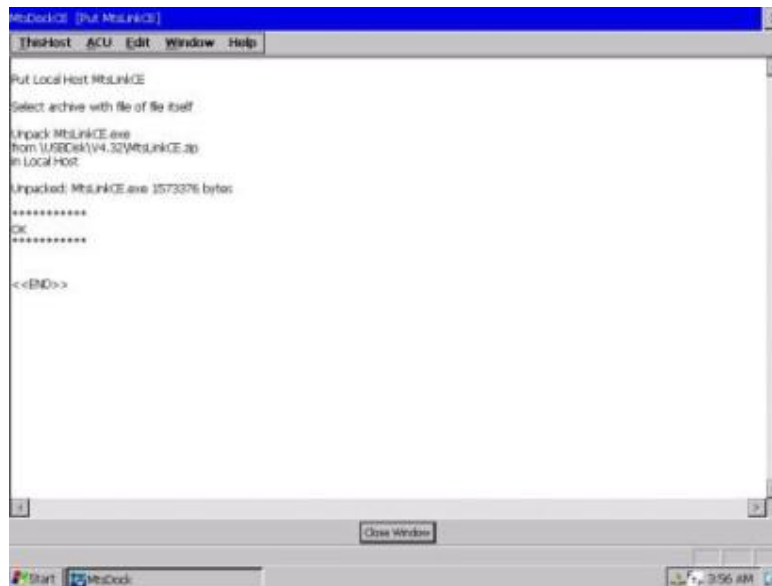 MtsDockCE [Put MtsLinkCE]
ThisHost ACU Edit Window Help
Put Local Host MtsLinkCE
Select archive with file of file itself
Unpack MtsLinkCE.exe
from \USBDisk\V4.32\MtsLinkCE.zip
in Local Host
Unpacked: MtsLinkCE.exe 1573376 bytes
***********
OK
***********
<<END>>
Close Window
Start MtsDock 3:56 AM